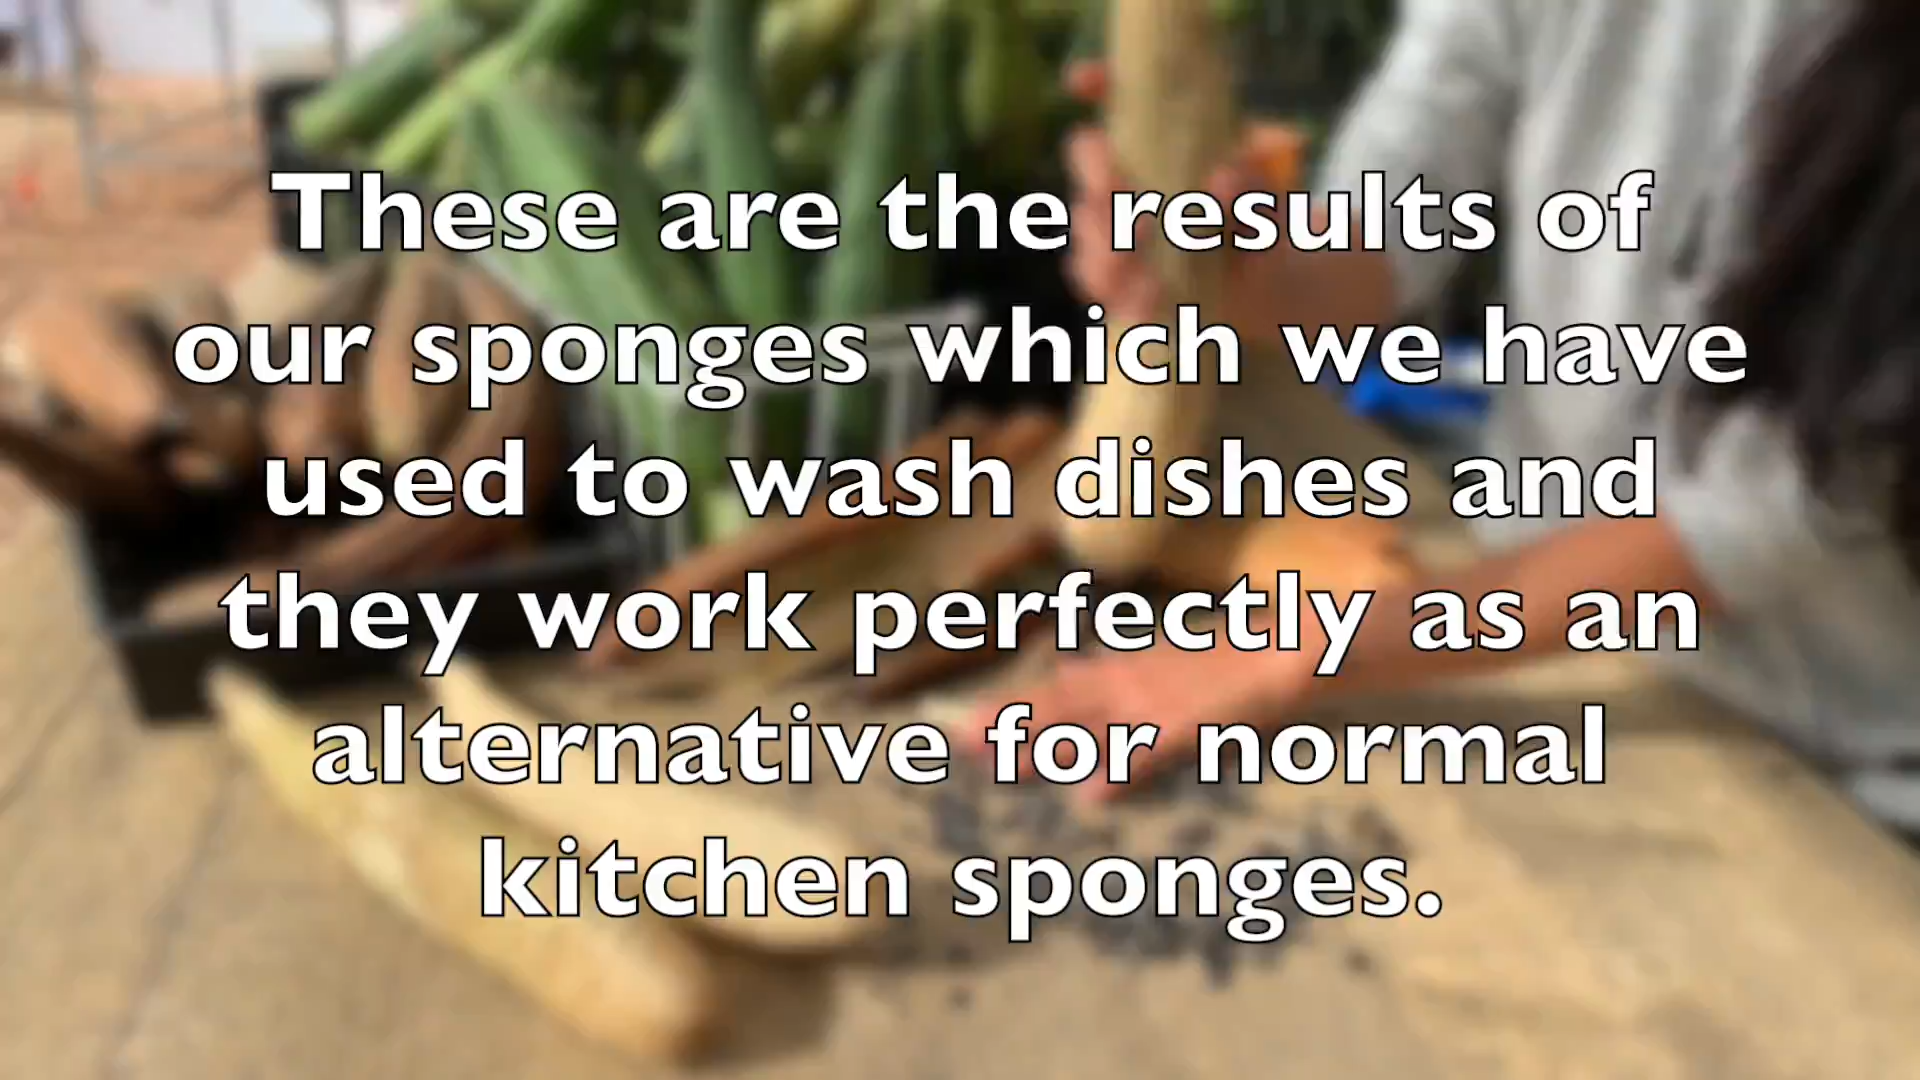 These are the results of
our sponges which we have
used to wash dishes and
they work perfectly as an
alternative for normal
kitchen sponges.